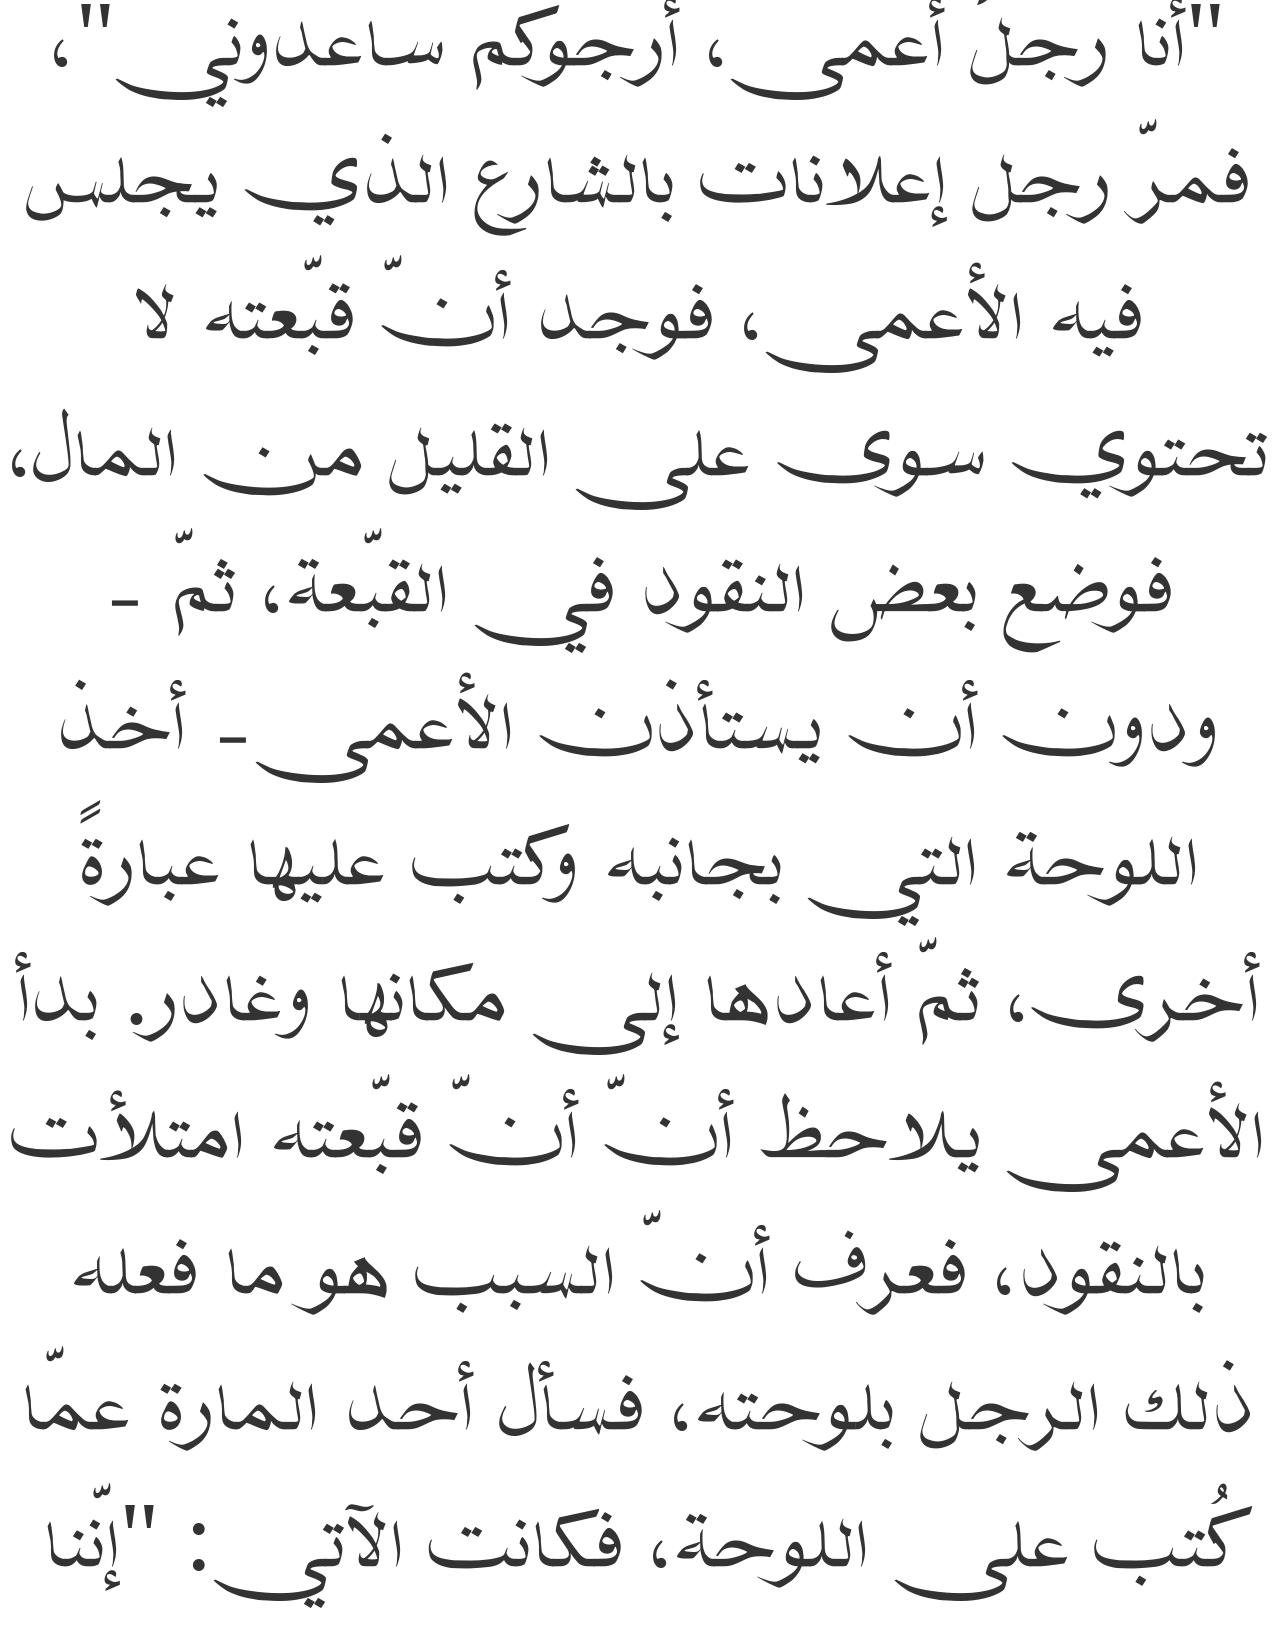 "أنا رجلٌ أعمى، أرجوكم ساعدوني"،
فمرّ رجل إعلانات بالشارع الذي يجلس
فيه الأعمى، فوجد أنّ قبّعته لا
تحتوي سوى على القليل من المال،
فوضع بعض النقود في القبّعة، ثمّ -
ودون أن يستأذن الأعمى- أخذ
اللوحة التي بجانبه وكتب عليها عبارةً
أخرى، ثمّ أعادها إلى مكانها وغادر. بدأ
الأعمى يلاحظ أنّ أنّ قبّعته امتلأت
بالنقود، فعرف أنّ السبب هو ما فعله
ذلك الرجل بلوحته، فسأل أحد المارة عمّا
كُتب على اللوحة، فكانت الآتي: "إنّنا